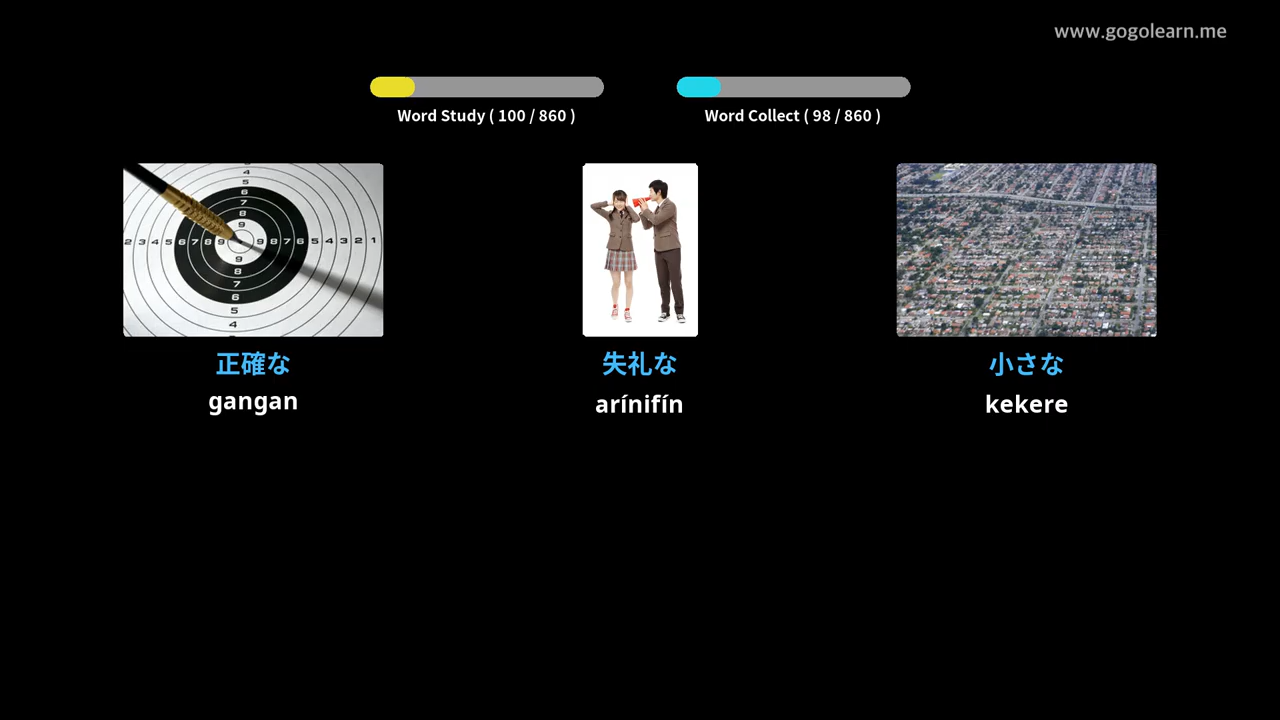 www.gogolearn.me
Word Study ( 100 / 860 )
Word Collect ( 98 / 860 )
正確な
gangan
失礼な
arínifín
小さな
kekere